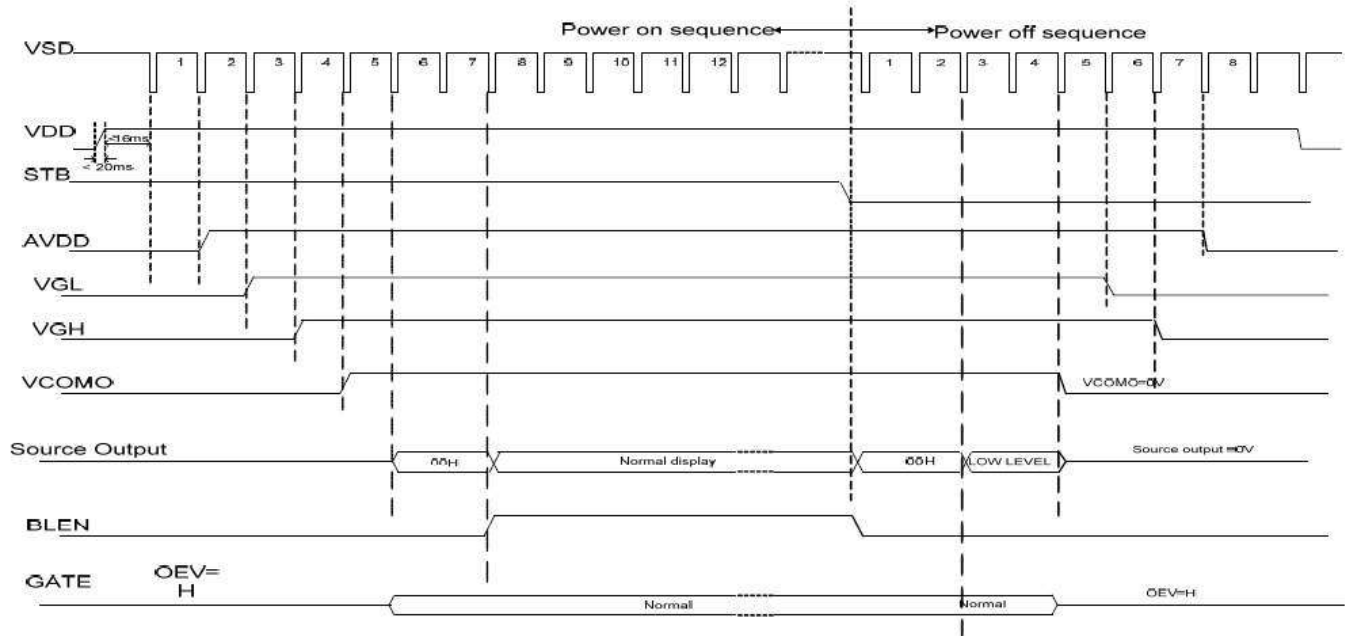 Power on sequence
Power off sequence
VSD
1 2 3 4 5 6 7 8 9 10 11 12 1 2 3 4 5 6 7 8
VDD
≥16ms
< 20ms
STB
AVDD
VGL
VGH
VCOMO
VCOMO=0V
Source Output
00H
Normal display
00H
LOW LEVEL
Source output =0V
BLEN
GATE
OEV=
H
Normal
Normal
OEV=H